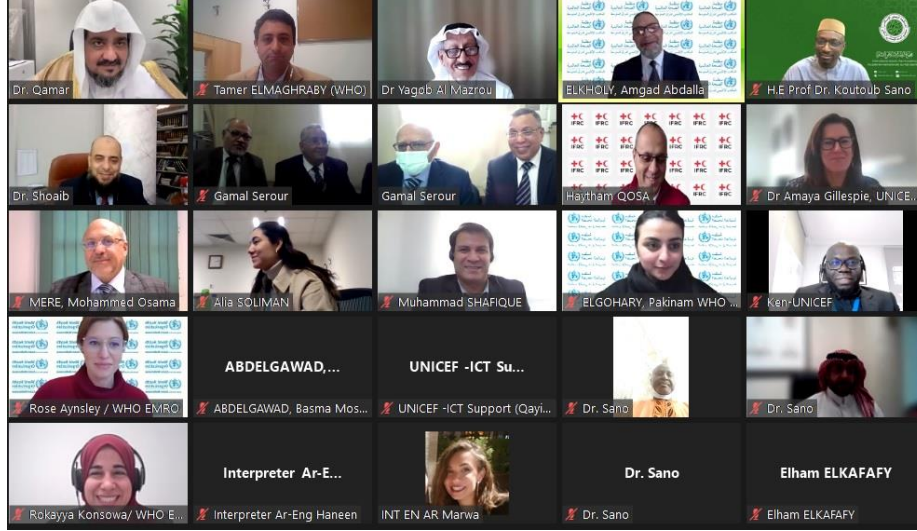 Dr. Qamar
Tamer ELMAGHRABY (WHO)
Dr Yagob Al Mazrou
ELKHOLY, Amgad Abdalla
H.E Prof Dr. Koutoub Sano
Dr. Shoaib
Gamal Serour
Gamal Serour
IFRC
Haytham QOSA
Dr Amaya Gillespie, UNICE...
MERE, Mohammed Osama
Alia SOLIMAN
Muhammad SHAFIQUE
ELGOHARY, Pakinam WHO ...
Ken-UNICEF
Rose Aynsley / WHO EMRO
ABDELGAWAD,...
ABDELGAWAD, Basma Mos...
UNICEF -ICT Su...
UNICEF -ICT Support (Qayi...
Dr. Sano
Dr. Sano
Rokayya Konsowa/ WHO E...
Interpreter Ar-E...
Interpreter Ar-Eng Haneen
INT EN AR Marwa
Dr. Sano
Dr. Sano
Elham ELKAFAFY
Elham ELKAFAFY